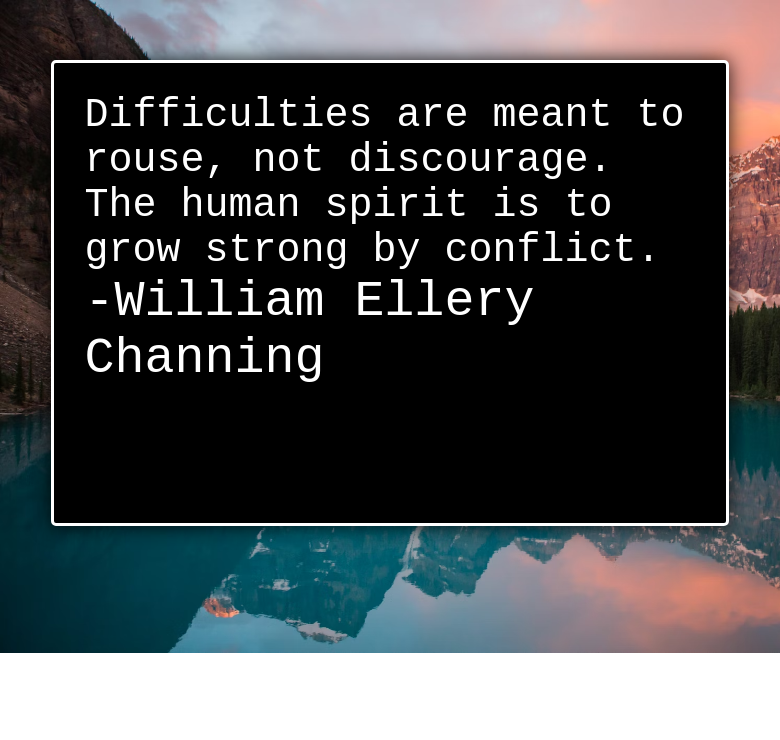 Difficulties are meant to
rouse, not discourage.
The human spirit is to
grow strong by conflict.
-William Ellery
Channing